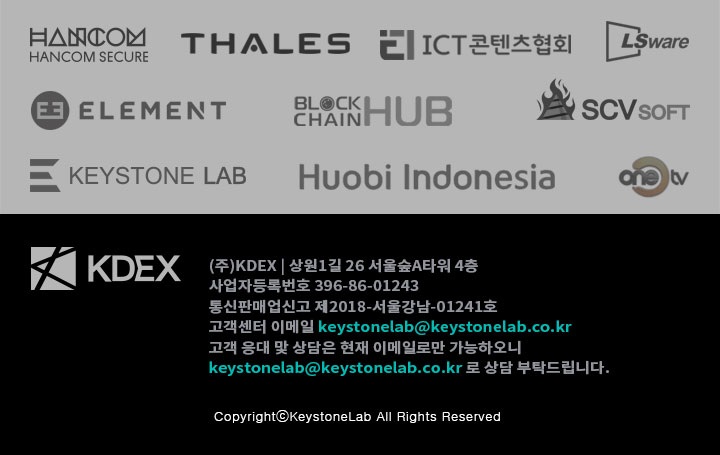 HANCOM
HANCOM SECURE
THALES
ICT콘텐츠협회
LSware
ELEMENT
BLOCK
CHAIN HUB
SCVSOFT
KEYSTONE LAB
Huobi Indonesia
one tv
KDEX
(주)KDEX | 상원1길 26 서울숲A타워 4층
사업자등록번호 396-86-01243
통신판매업신고 제2018-서울강남-01241호
고객센터 이메일 keystonelab@keystonelab.co.kr
고객 응대 맟 상담은 현재 이메일로만 가능하오니
keystonelab@keystonelab.co.kr 로 상담 부탁드립니다.
CopyrightⓒKeystoneLab All Rights Reserved